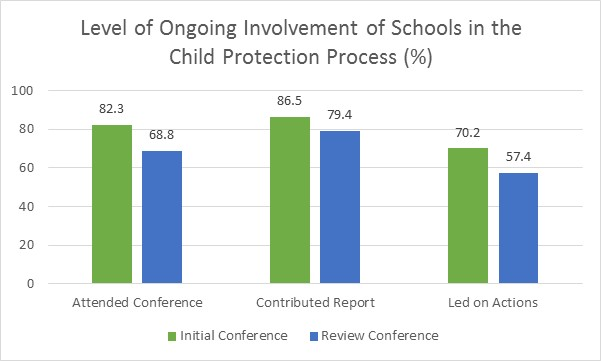 Level of Ongoing Involvement of Schools in the
Child Protection Process (%)
100
80
60
40
20
0
82.3
68.8
86.5
79.4
70.2
57.4
Attended Conference
Contributed Report
Led on Actions
Initial Conference
Review Conference